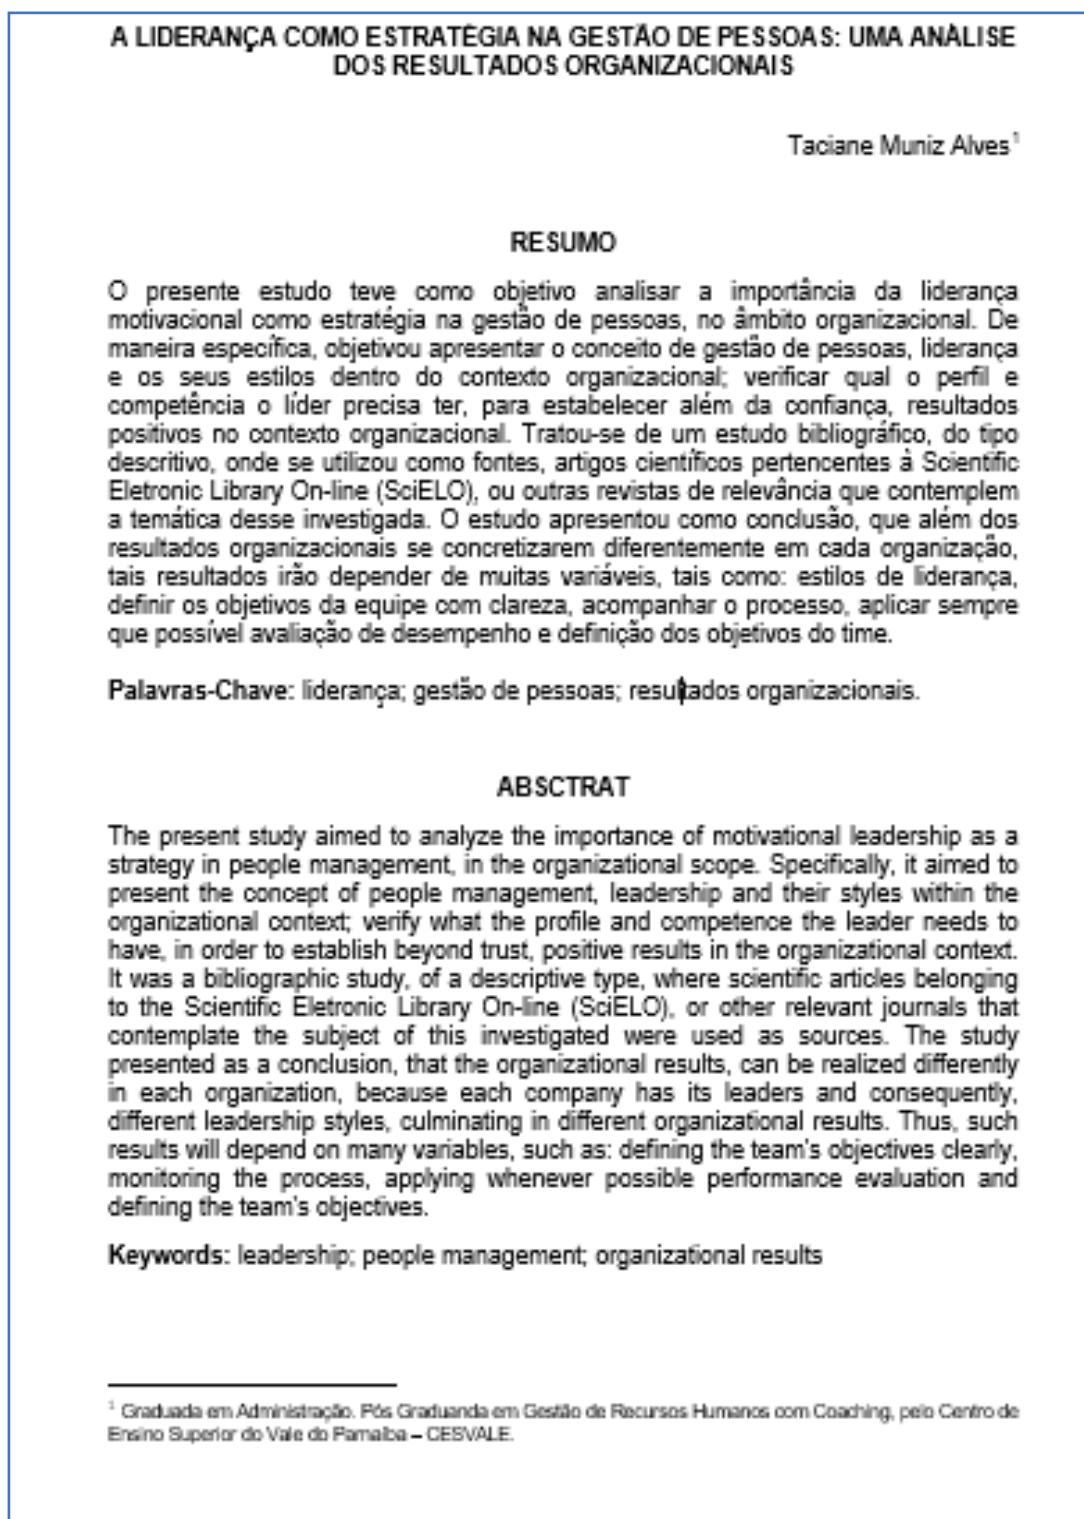 A LIDERANÇA COMO ESTRATÉGIA NA GESTÃO DE PESSOAS: UMA ANÁLISE
DOS RESULTADOS ORGANIZACIONAIS
Taciane Muniz Alves¹
RESUMO
O presente estudo teve como objetivo analisar a importância da liderança
motivacional como estratégia na gestão de pessoas, no âmbito organizacional. De
maneira específica, objetivou apresentar o conceito de gestão de pessoas, liderança
e os seus estilos dentro do contexto organizacional; verificar qual o perfil e
competência o líder precisa ter, para estabelecer além da confiança, resultados
positivos no contexto organizacional. Tratou-se de um estudo bibliográfico, do tipo
descritivo, onde se utilizou como fontes, artigos científicos pertencentes à Scientific
Eletronic Library On-line (SciELO), ou outras revistas de relevância que contemplem
a temática desse investigada. O estudo apresentou como conclusão, que além dos
resultados organizacionais se concretizarem diferentemente em cada organização,
tais resultados irão depender de muitas variáveis, tais como: estilos de liderança,
definir os objetivos da equipe com clareza, acompanhar o processo, aplicar sempre
que possível avaliação de desempenho e definição dos objetivos do time.
Palavras-Chave: liderança; gestão de pessoas; resultados organizacionais.
ABSCTRAT
The present study aimed to analyze the importance of motivational leadership as a
strategy in people management, in the organizational scope. Specifically, it aimed to
present the concept of people management, leadership and their styles within the
organizational context; verify what the profile and competence the leader needs to
have, in order to establish beyond trust, positive results in the organizational context.
It was a bibliographic study, of a descriptive type, where scientific articles belonging
to the Scientific Eletronic Library On-line (SciELO), or other relevant journals that
contemplate the subject of this investigated were used as sources. The study
presented as a conclusion, that the organizational results, can be realized differently
in each organization, because each company has its leaders and consequently,
different leadership styles, culminating in different organizational results. Thus, such
results will depend on many variables, such as: defining the team's objectives clearly,
monitoring the process, applying whenever possible performance evaluation and
defining the team's objectives.
Keywords: leadership; people management; organizational results
¹ Graduada em Administração. Pós Graduanda em Gestão de Recursos Humanos com Coaching, pelo Centro de
Ensino Superior do Vale do Parnaíba – CESVALE.